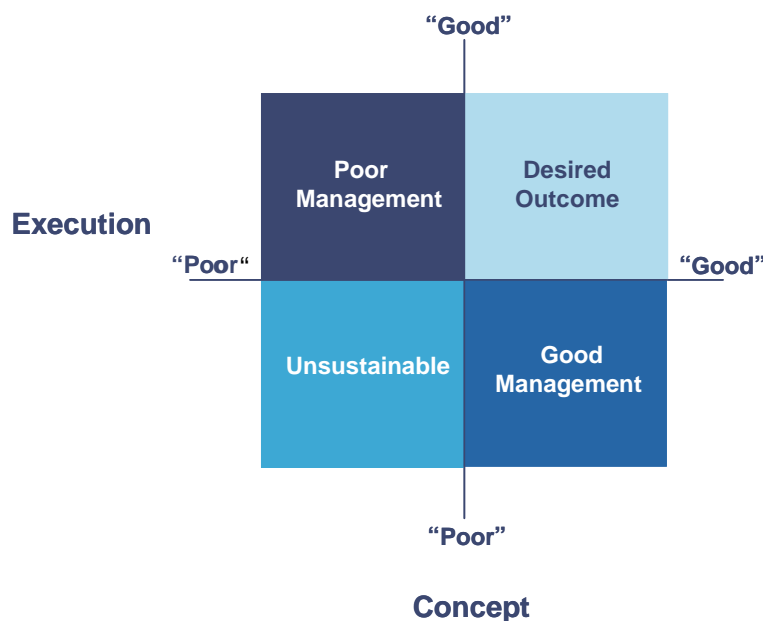 “Good”
Poor
Management
Desired
Outcome
Execution
“Poor“
“Good”
Unsustainable
Good
Management
“Poor”
Concept